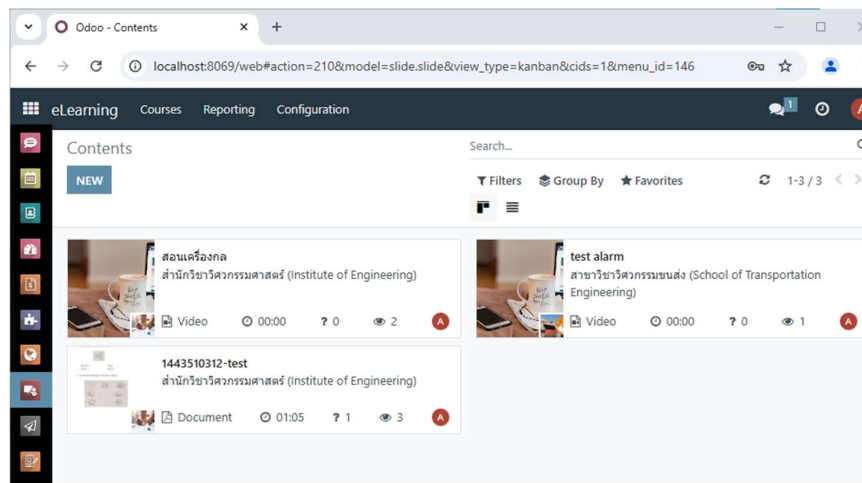 Odoo - Contents
localhost:8069/web#action=210&model=slide.slide&view_type=kanban&cids=1&menu_id=146
eLearning Courses Reporting Configuration 1 A
Contents
Search...
NEW
Filters Group By Favorites 1-3 / 3
สอนเครื่องกล
สำนักวิชาวิศวกรรมศาสตร์ (Institute of Engineering)
Video 00:00 ? 0 2 A
test alarm
สาขาวิชาวิศวกรรมขนส่ง (School of Transportation
Engineering)
Video 00:00 ? 0 1 A
1443510312-test
สำนักวิชาวิศวกรรมศาสตร์ (Institute of Engineering)
Document 01:05 ? 1 3 A